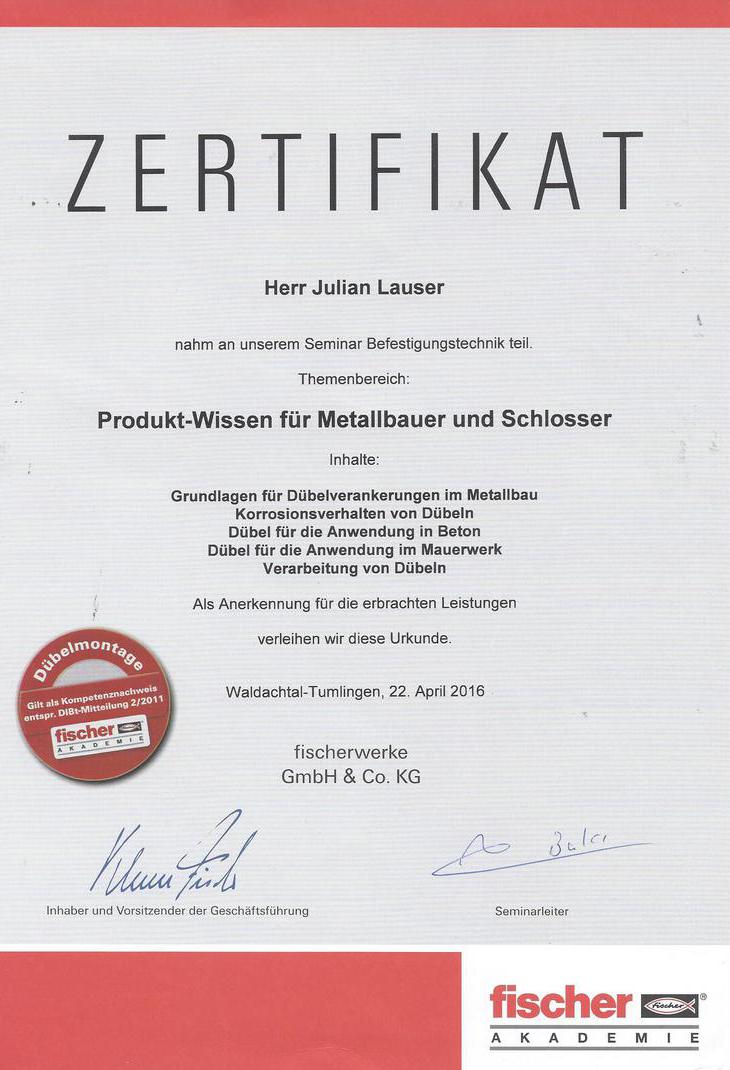 ZERTIFIKAT
Herr Julian Lauser
nahm an unserem Seminar Befestigungstechnik teil.
Themenbereich:
Produkt-Wissen für Metallbauer und Schlosser
Inhalte:
Grundlagen für Dübelverankerungen im Metallbau
Korrosionsverhalten von Dübeln
Dübel für die Anwendung in Beton
Dübel für die Anwendung im Mauerwerk
Verarbeitung von Dübeln
Als Anerkennung für die erbrachten Leistungen
verleihen wir diese Urkunde.
Dübelmontage
Gilt als Kompetenznachweis
entspr. DIBt-Mitteilung 2/2011
fischer
AKADEMIE
Waldachtal-Tumlingen, 22. April 2016
fischerwerke
GmbH & Co. KG
Inhaber und Vorsitzender der Geschäftsführung
Seminarleiter
fischer fischer ®
AKADEMIE